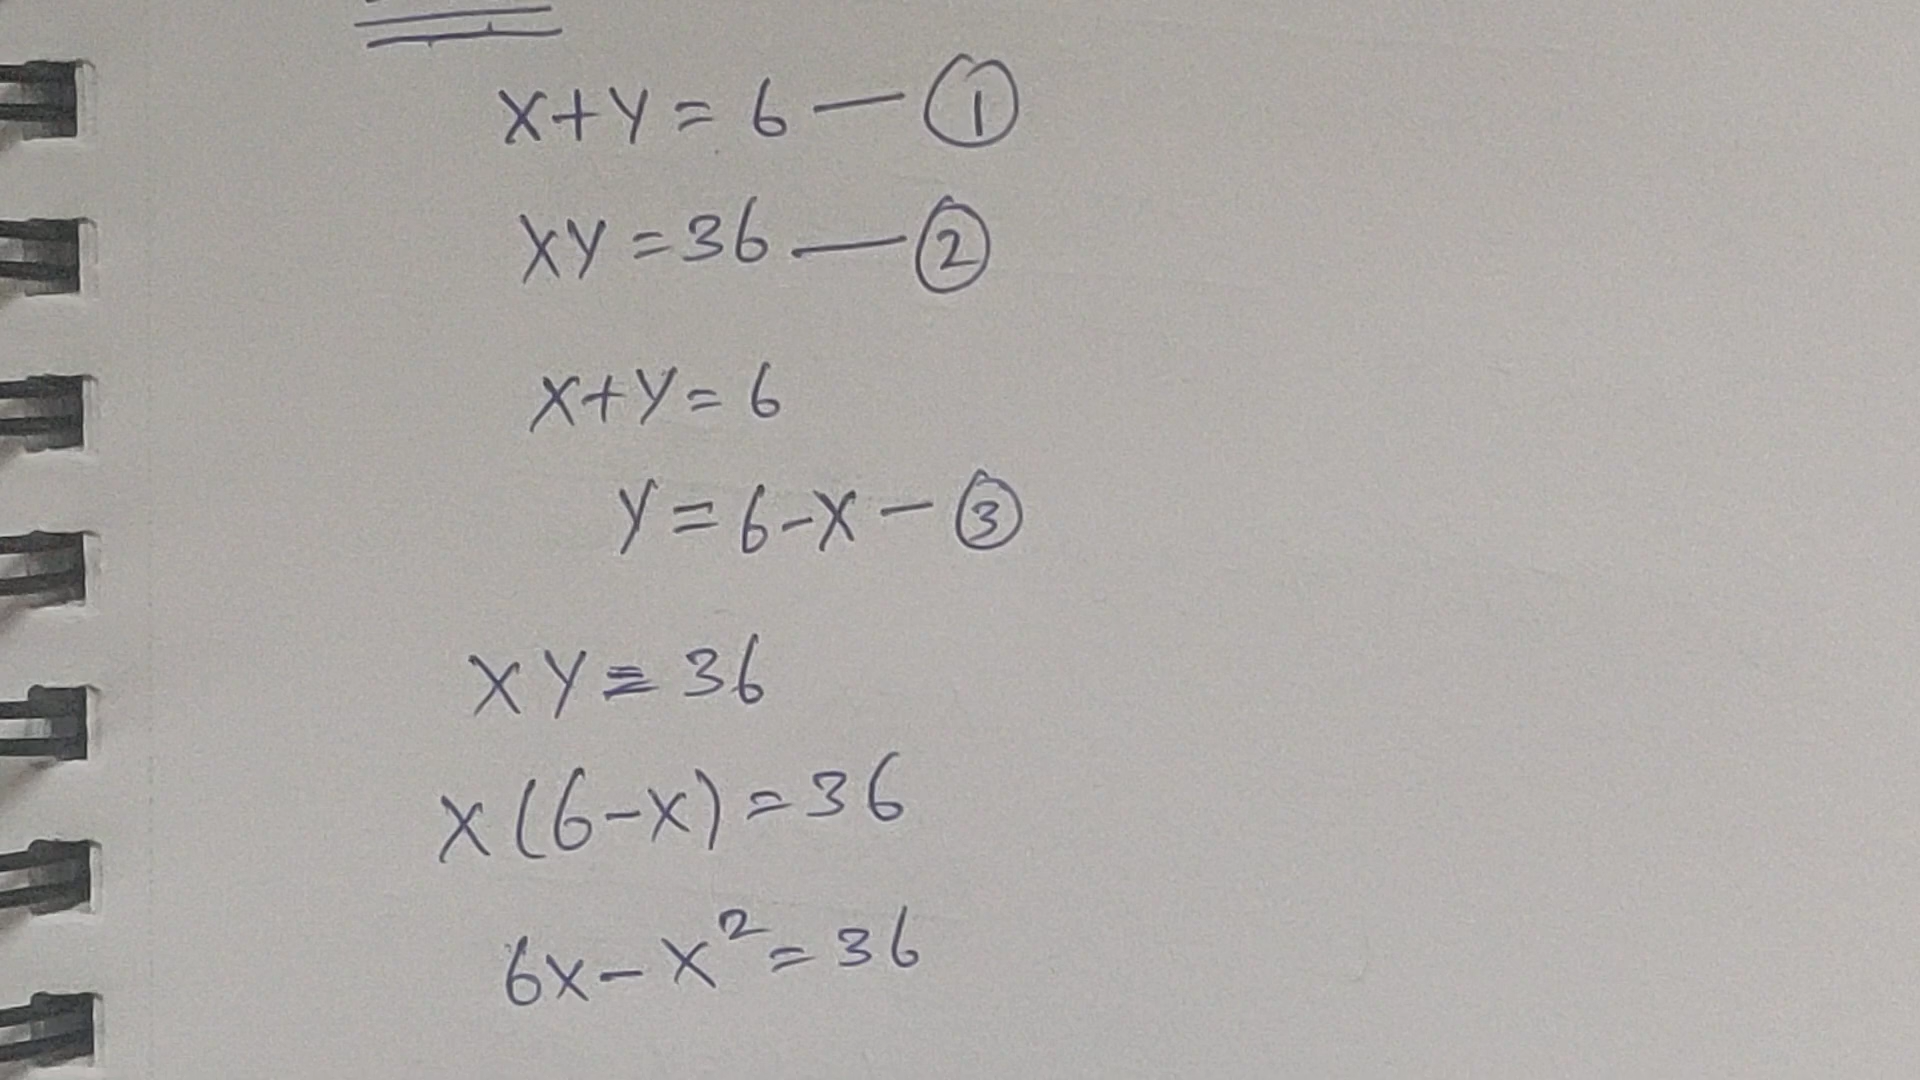 X+Y=6 — ①
XY=36 — ②
X+Y=6
Y=6-X — ③
XY=36
X(6-X)=36
6X-X²=36